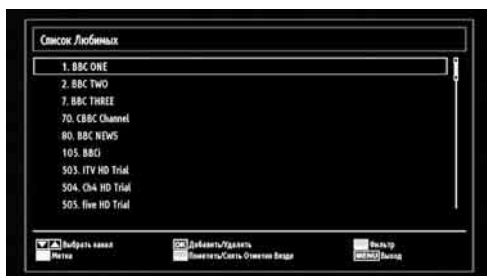 Список Любимых
1. BBC ONE
2. BBC TWO
7. BBC THREE
70. CBBC Channel
80. BBC NEWS
105. BBCi
503. ITV HD Trial
504. Ch4 HD Trial
505. five HD Trial
Выбрать канал OK Добавить/Удалить Фильтр
Метка Пометить/Снять Отметки Везде MENU Выход